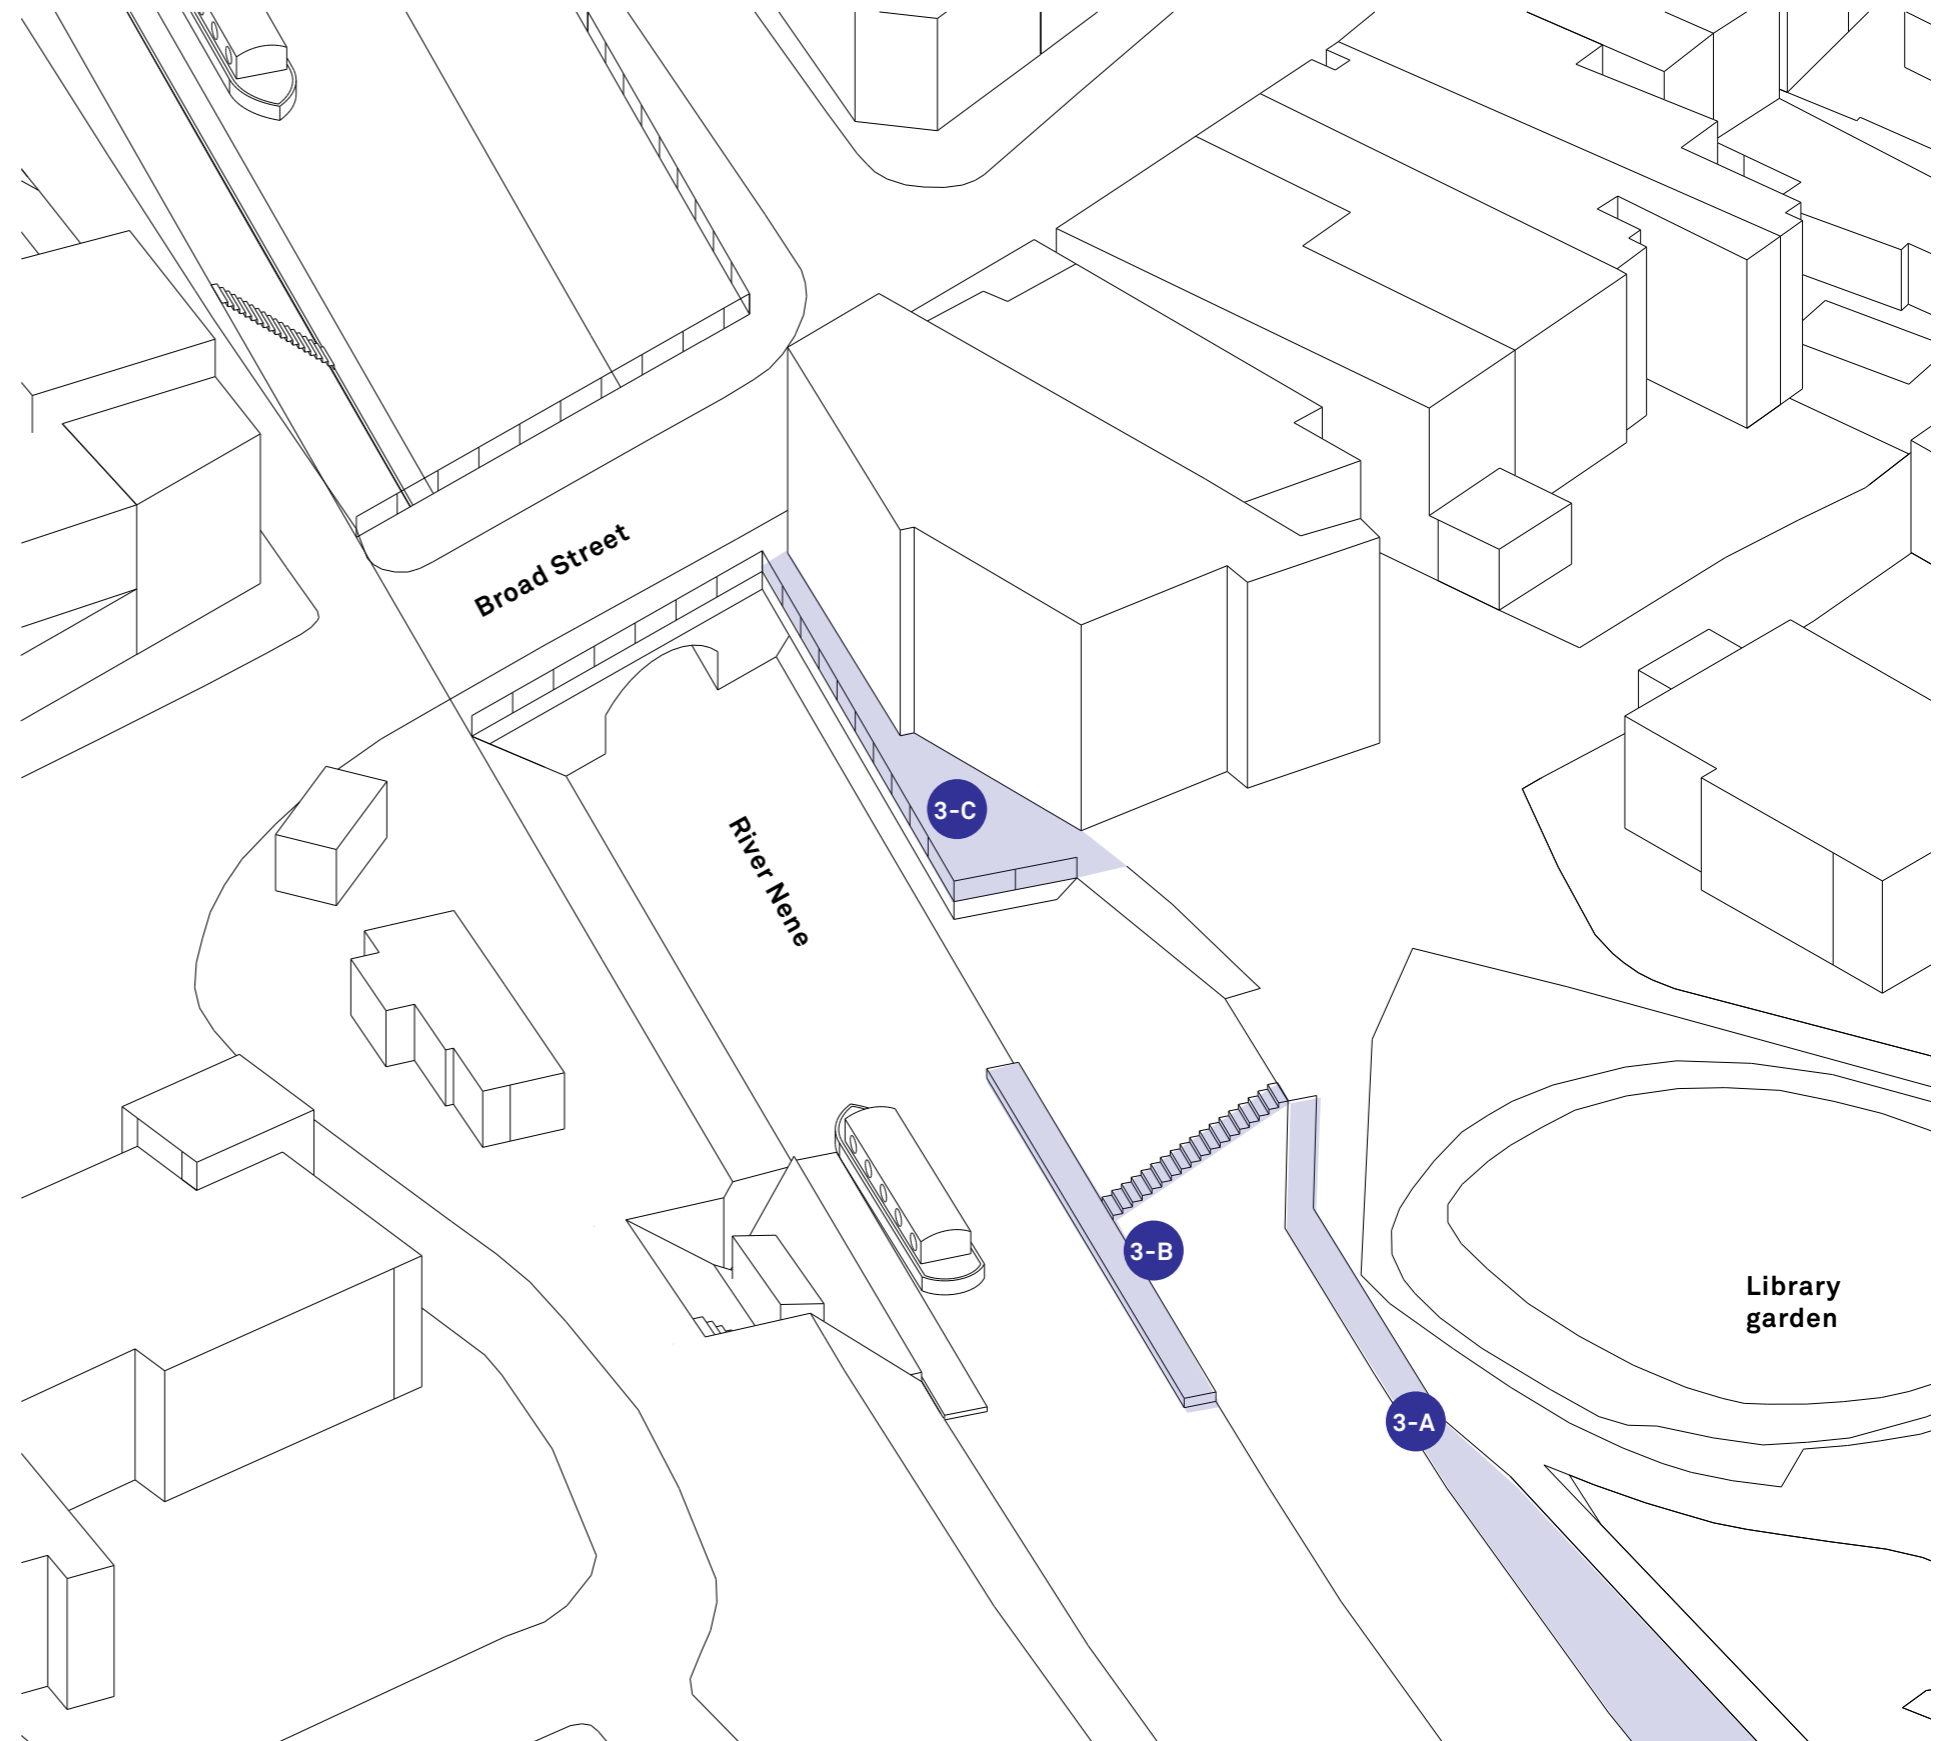 Broad Street
3-C
River Nene
3-B
Library
garden
3-A